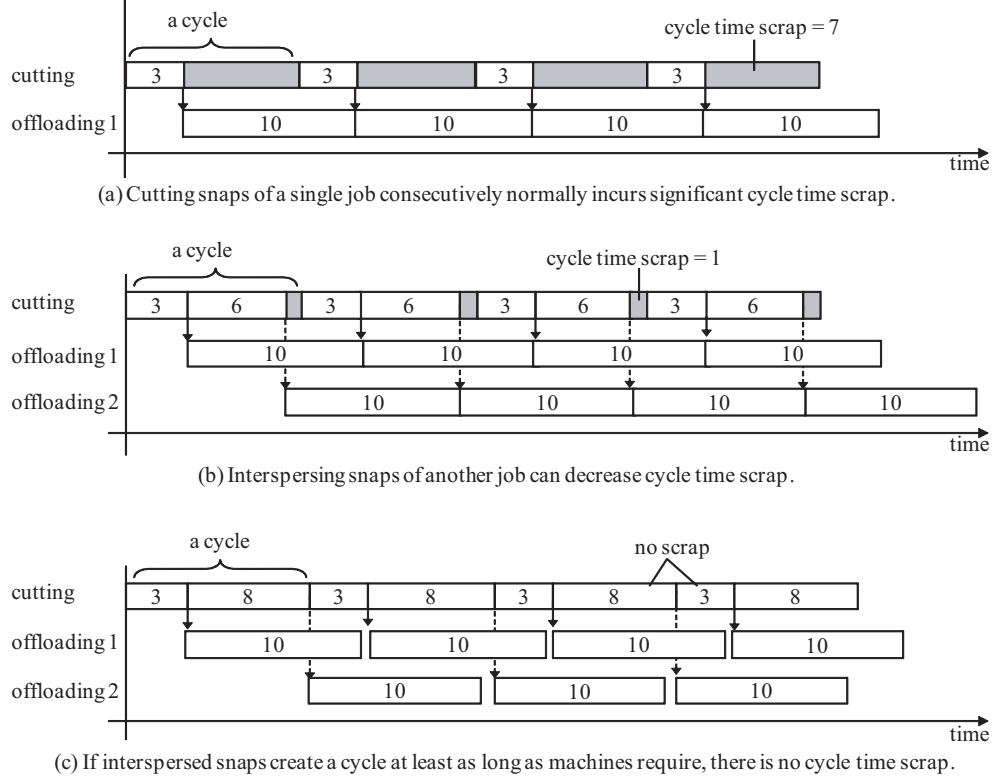 a cycle
cycle time scrap = 7
cutting 3 3 3 3
offloading 1 10 10 10 10
time
(a) Cutting snaps of a single job consecutively normally incurs significant cycle time scrap.
a cycle
cycle time scrap = 1
cutting 3 6 3 6 3 6 3 6
offloading 1 10 10 10 10
offloading 2 10 10 10 10
time
(b) Interspersing snaps of another job can decrease cycle time scrap.
a cycle
no scrap
cutting 3 8 3 8 3 8 3 8
offloading 1 10 10 10 10
offloading 2 10 10 10
time
(c) If interspersed snaps create a cycle at least as long as machines require, there is no cycle time scrap.